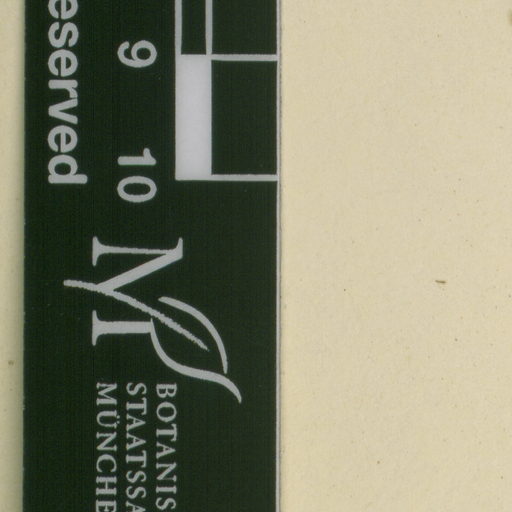 eserved
9 10
M
BOTANIS
STAATSSA
MÜNCHE